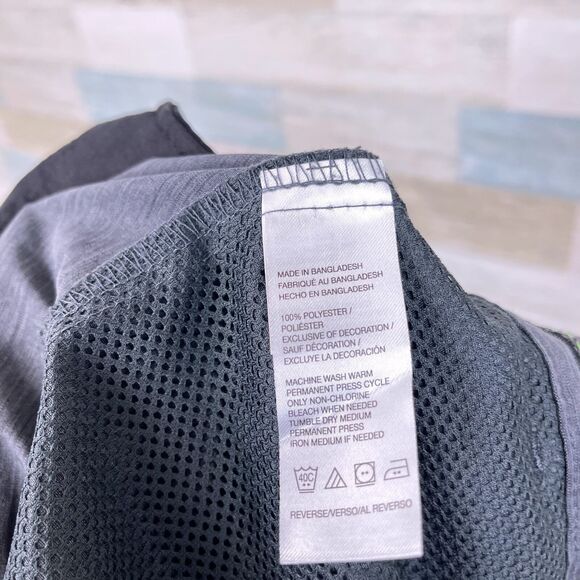 MADE IN BANGLADESH
FABRIQUÉ AU BANGLADESH
HECHO EN BANGLADESH
100% POLYESTER /
POLIÉSTER
EXCLUSIVE OF DECORATION /
SAUF DÉCORATION /
EXCLUYE LA DECORACIÓN
MACHINE WASH WARM
PERMANENT PRESS CYCLE
ONLY NON-CHLORINE
BLEACH WHEN NEEDED
TUMBLE DRY MEDIUM
PERMANENT PRESS
IRON MEDIUM IF NEEDED
40C
REVERSE/VERSO/AL REVERSO